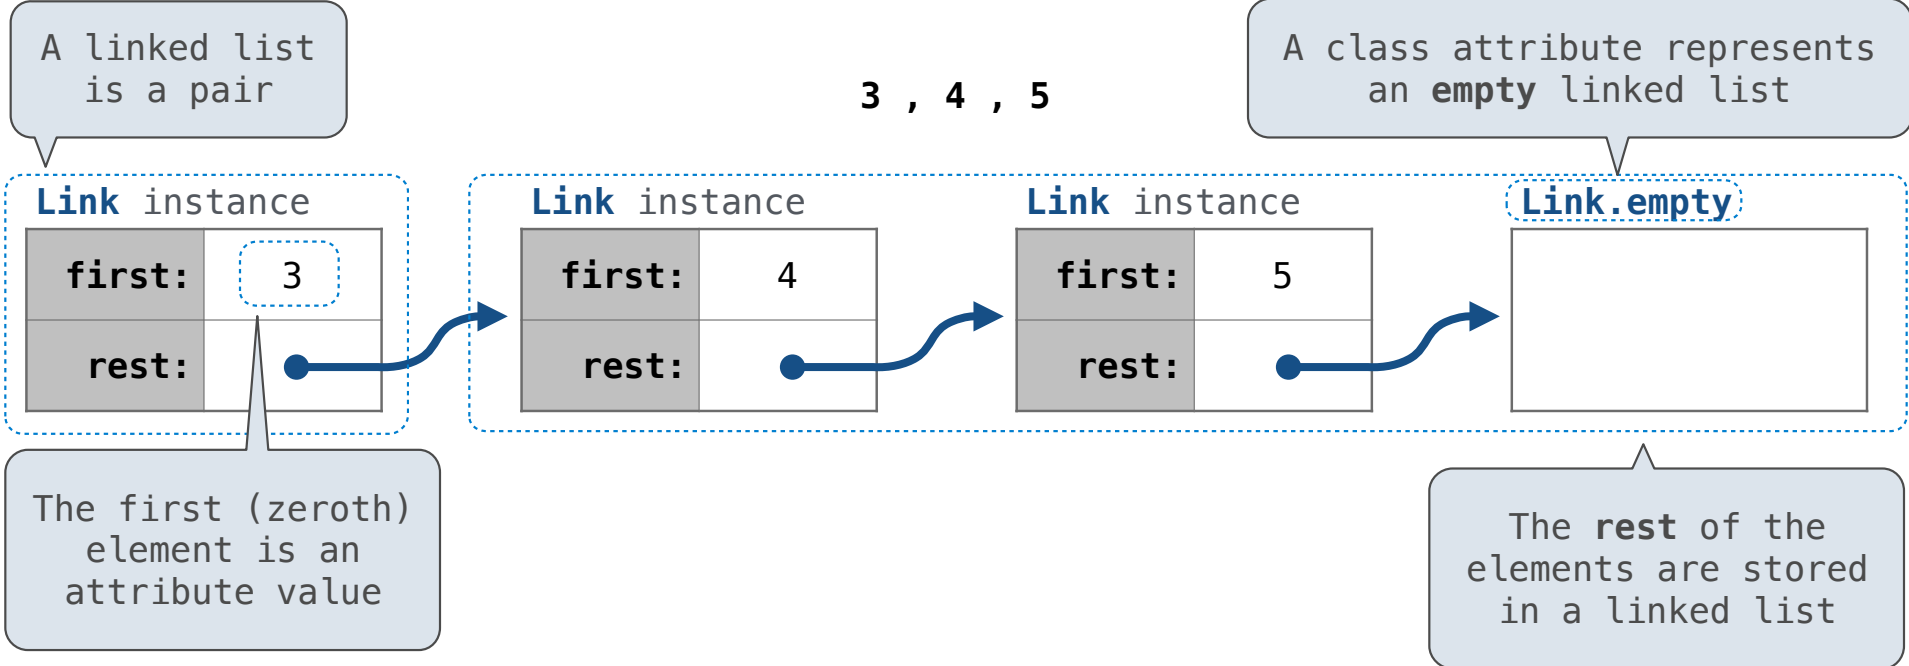 A linked list
is a pair
3 , 4 , 5
A class attribute represents
an empty linked list
Link instance
first: 3
rest:
Link instance
first: 4
rest:
Link instance
first: 5
rest:
Link.empty
The first (zeroth)
element is an
attribute value
The rest of the
elements are stored
in a linked list